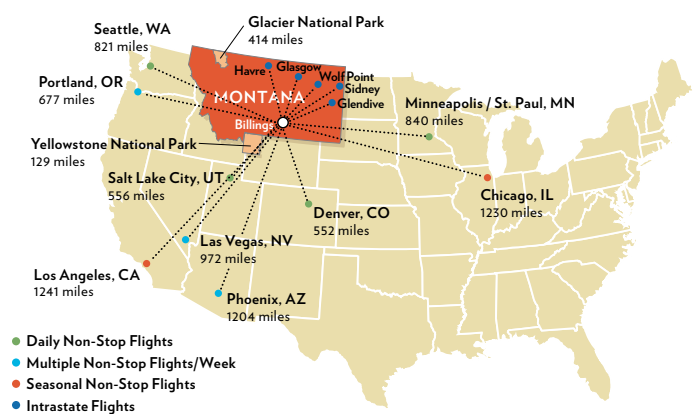 Glacier National Park
414 miles
Seattle, WA
821 miles
Havre
Glasgow
Wolf Point
Sidney
Glendive
Portland, OR
677 miles
MONTANA
Billings
Minneapolis / St. Paul, MN
840 miles
Yellowstone National Park
129 miles
Salt Lake City, UT
556 miles
Chicago, IL
1230 miles
Denver, CO
552 miles
Las Vegas, NV
972 miles
Los Angeles, CA
1241 miles
Phoenix, AZ
1204 miles
Daily Non-Stop Flights
Multiple Non-Stop Flights/Week
Seasonal Non-Stop Flights
Intrastate Flights